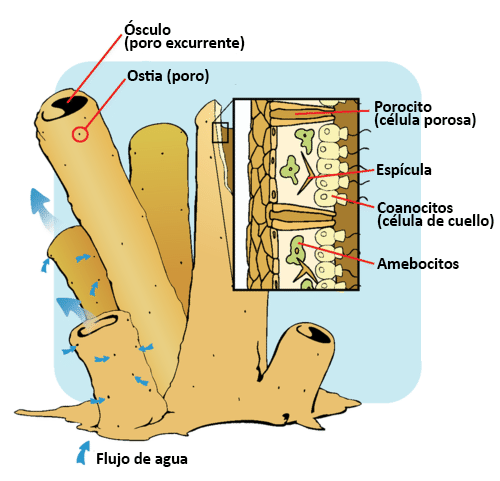 Ósculo
(poro excurrente)
Ostia (poro)
Porocito
(célula porosa)
Espícula
Coanocitos
(célula de cuello)
Amebocitos
Flujo de agua